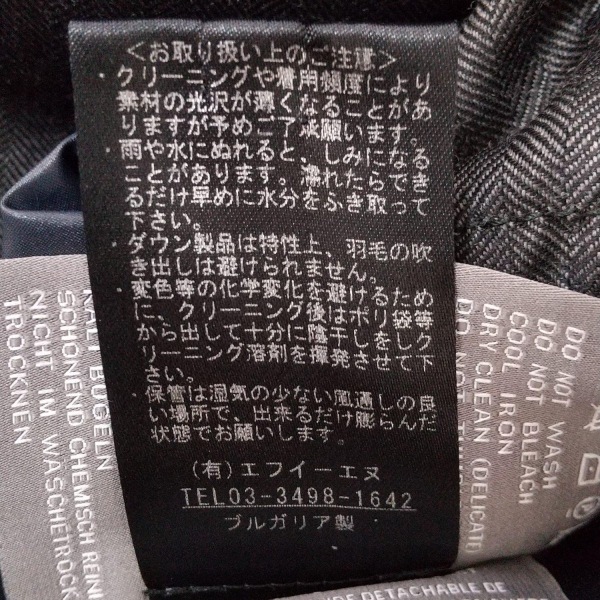 ＜お取り扱い上のご注意＞
・クリーニングや着用頻度により
素材の光沢が薄くなることがあ
りますが予めご了承願います。
・雨や水にぬれると、しみになる
ことがあります。濡れたらでき
るだけ早めに水分をふき取って
下さい。
・ダウン製品は特性上、羽毛の吹
き出しは避けられません。
・変色等の化学変化を避けるため
に、クリーニング後はポリ袋等
から出して十分に陰干しをしク
リーニング溶剤を揮発させて下
さい。
・保管は湿気の少ない風通しの良
い場所で、出来るだけ膨らんだ
状態でお願いします。
(有)エフイーエヌ
TEL03-3498-1642
ブルガリア製
KALT BÜGELN
SCHONEND CHEMISCH REINI
NICHT IM WÄSCHETROCK
TROCKNEN
DO NOT WASH
DO NOT BLEACH
COOL IRON
DRY CLEAN (DELICATE
DO NOT
DETACHABLE DE